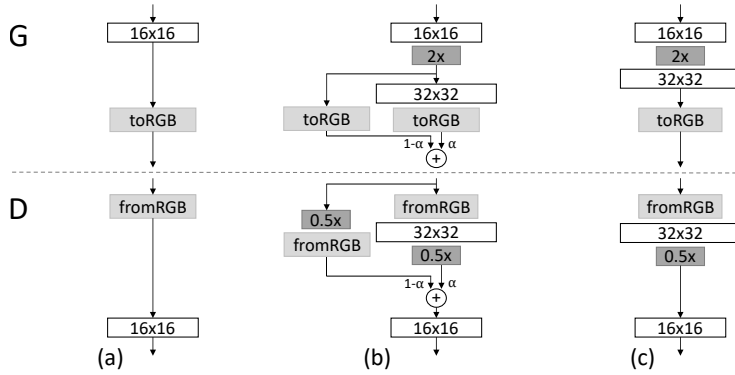 G
16x16
toRGB
16x16
2x
32x32
toRGB toRGB
1-α α
+
16x16
2x
32x32
toRGB
D
fromRGB
16x16
(a)
fromRGB
0.5x
32x32
fromRGB
0.5x
1-α α
+
16x16
(b)
fromRGB
32x32
0.5x
16x16
(c)